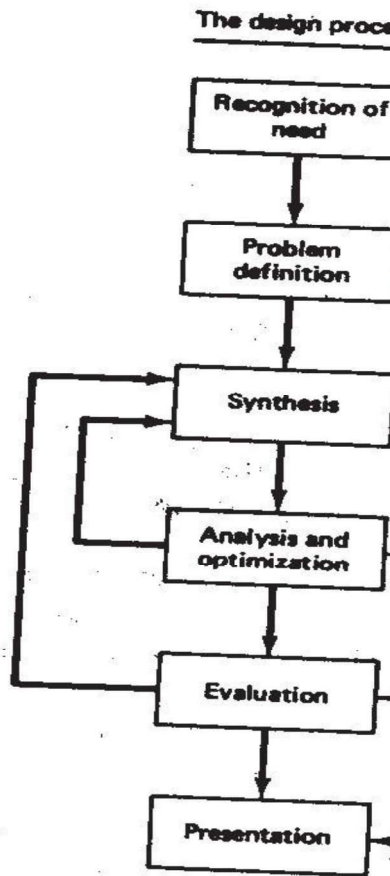 The design proce
Recognition of
need
Problem
definition
Synthesis
Analysis and
optimization
Evaluation
Presentation